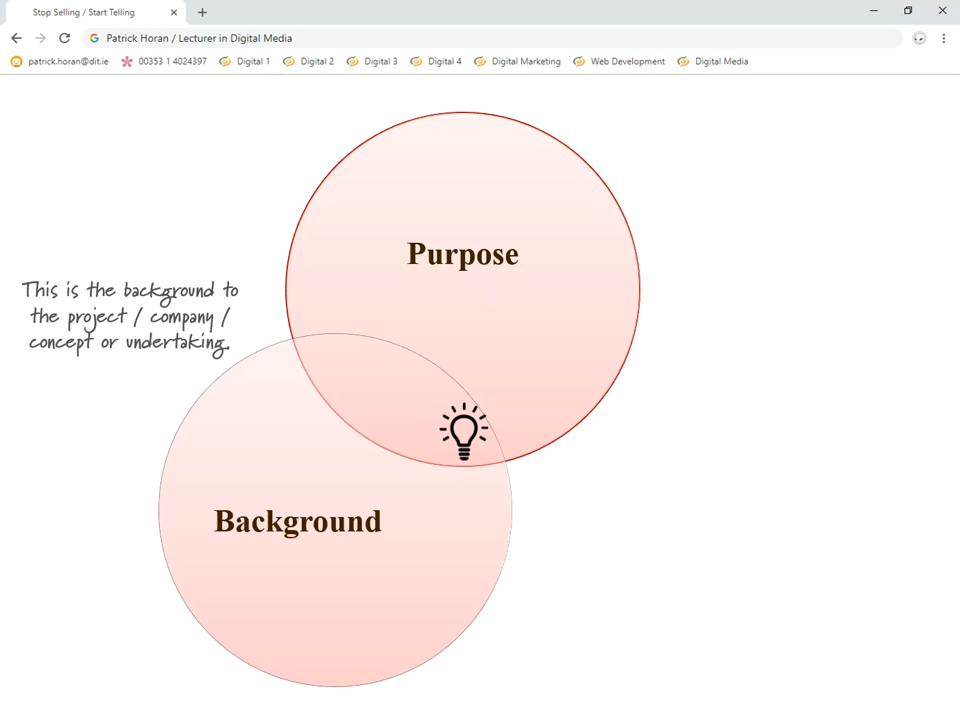 Stop Selling / Start Telling
Patrick Horan / Lecturer in Digital Media
patrick.horan@dit.ie 00353 1 4024397 Digital 1 Digital 2 Digital 3 Digital 4 Digital Marketing Web Development Digital Media
Purpose
This is the background to
the project / company /
concept or undertaking.
Background